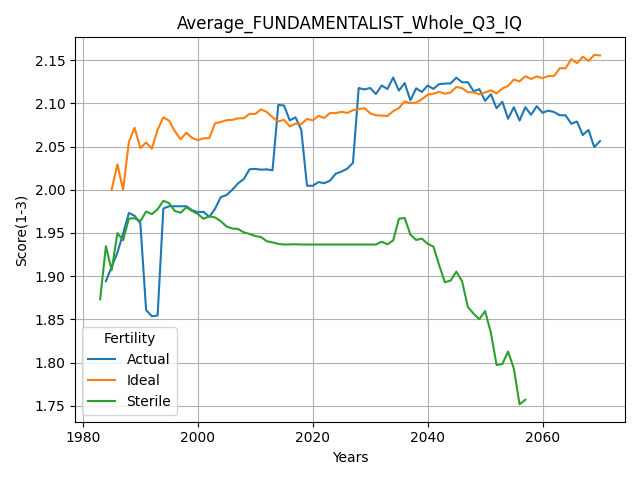 Average_FUNDAMENTALIST_Whole_Q3_IQ
Score(1-3)
2.15
2.10
2.05
2.00
1.95
1.90
1.85
1.80
1.75
Fertility
Actual
Ideal
Sterile
1980
2000
2020
2040
2060
Years